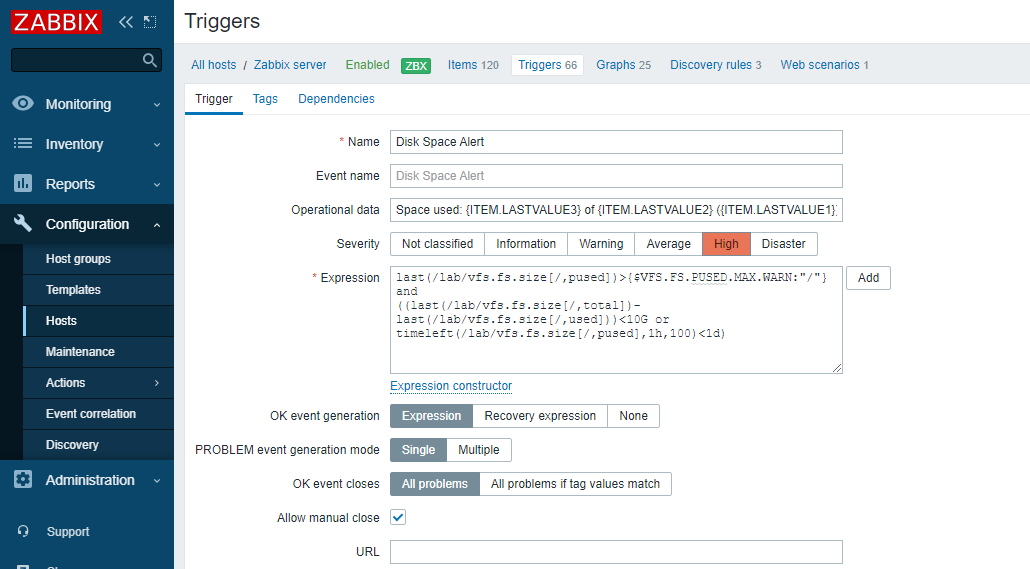 ZABBIX
Triggers
All hosts / Zabbix server Enabled ZBX Items 120 Triggers 66 Graphs 25 Discovery rules 3 Web scenarios 1
Monitoring
Inventory
Reports
Configuration
Host groups
Templates
Hosts
Maintenance
Actions
Event correlation
Discovery
Administration
Support
Trigger Tags Dependencies
* Name Disk Space Alert
Event name Disk Space Alert
Operational data Space used: {ITEM.LASTVALUE3} of {ITEM.LASTVALUE2} ({ITEM.LASTVALUE1})
Severity Not classified Information Warning Average High Disaster
* Expression last(/lab/vfs.fs.size[/,pused])>{$VFS.FS.PUSED.MAX.WARN:"/"}
and
((last(/lab/vfs.fs.size[/,total])-
last(/lab/vfs.fs.size[/,used]))<10G or
timeleft(/lab/vfs.fs.size[/,pused],1h,100)<1d)
Add
Expression constructor
OK event generation Expression Recovery expression None
PROBLEM event generation mode Single Multiple
OK event closes All problems All problems if tag values match
Allow manual close
URL